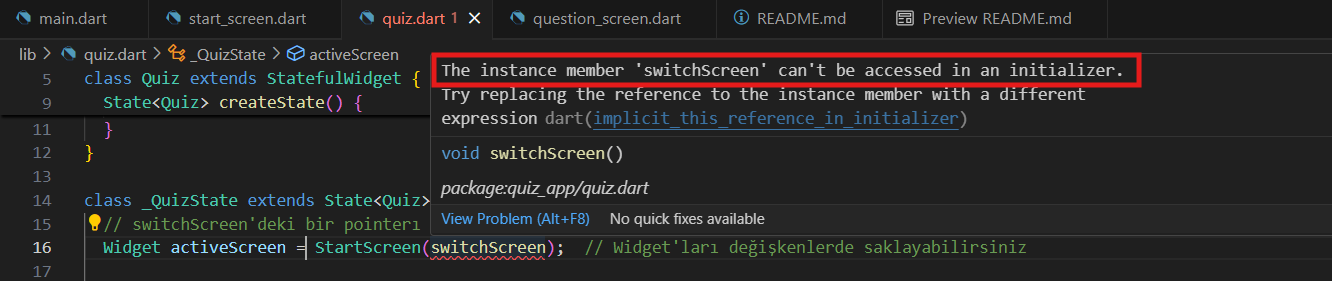 main.dart start_screen.dart quiz.dart 1 question_screen.dart README.md Preview README.md
lib > quiz.dart > _QuizState > activeScreen
5 class Quiz extends StatefulWidget {
9 State<Quiz> createState() {
11 }
12 }
13
14 class _QuizState extends State<Quiz>
15 // switchScreen'deki bir pointerı
16 Widget activeScreen = StartScreen(switchScreen); // Widget'ları değişkenlerde saklayabilirsiniz
17
The instance member 'switchScreen' can't be accessed in an initializer.
Try replacing the reference to the instance member with a different
expression dart(implicit_this_reference_in_initializer)
void switchScreen()
package:quiz_app/quiz.dart
View Problem (Alt+F8) No quick fixes available